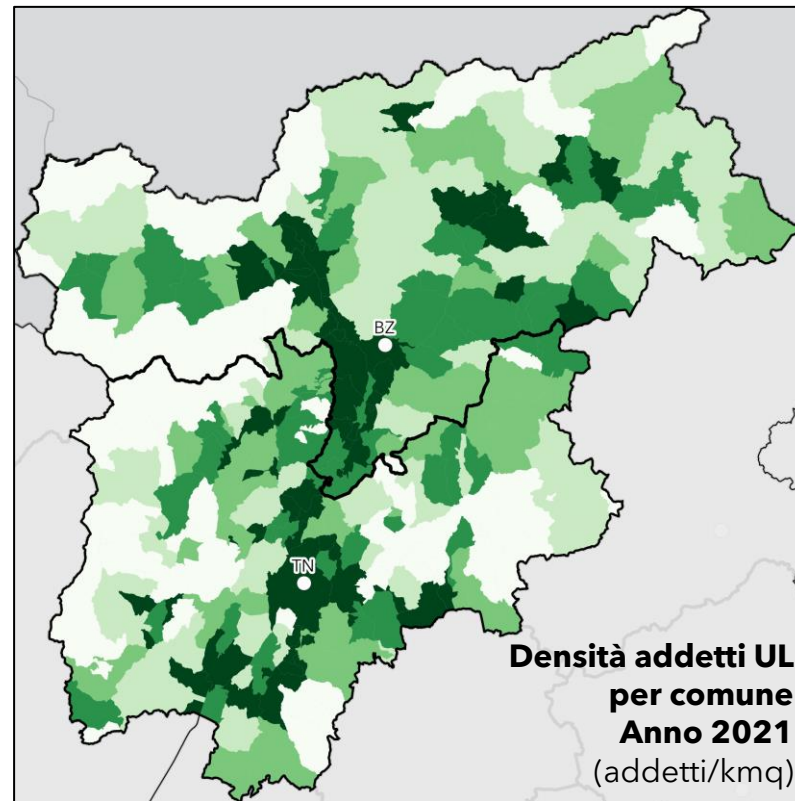 BZ
TN
Densità addetti UL
per comune
Anno 2021
(addetti/kmq)